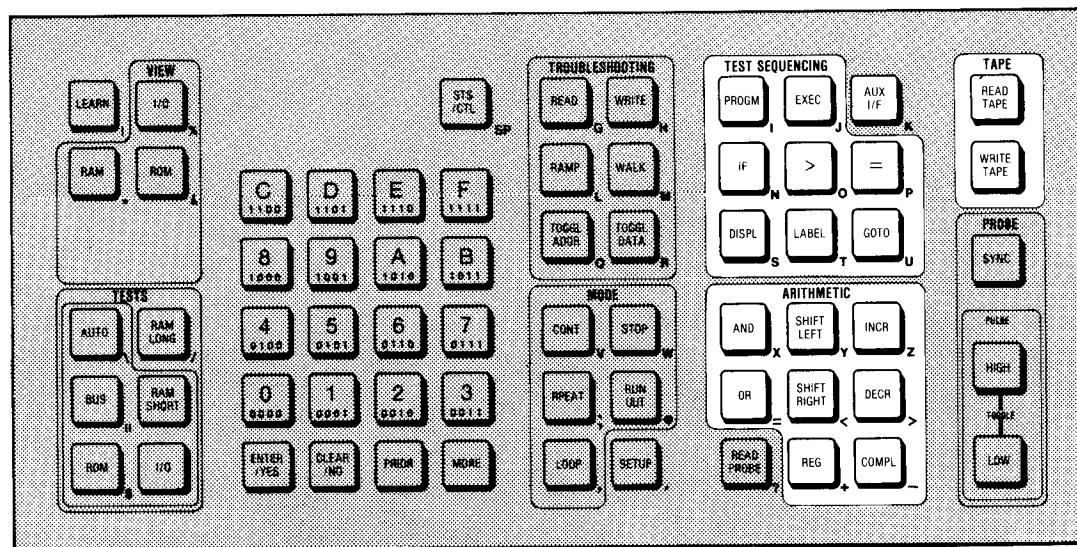 VIEW
LEARN
|
I/O
%
RAM
ROM
&
TESTS
AUTO
\
RAM
LONG
/
BUS
RAM
SHORT
ROM
$
I/O
STS
/CTL
SP
C
1100
D
1101
E
1110
F
1111
8
1000
9
1001
A
1010
B
1011
4
0100
5
0101
6
0110
7
0111
0
0000
1
0001
2
0010
3
0011
ENTER
/YES
CLEAR
/NO
PRIOR
MORE
TROUBLESHOOTING
READ
G
WRITE
H
RAMP
L
WALK
M
TOGGL
ADDR
Q
TOGGL
DATA
R
MODE
CONT
V
STOP
W
RPEAT
;
RUN
UUT
@
LOOP
,
SETUP
.
TEST SEQUENCING
PROGM
I
EXEC
J
AUX
I/F
K
IF
N
>
O
=
P
DISPL
S
LABEL
T
GOTO
U
ARITHMETIC
AND
X
SHIFT
LEFT
Y
INCR
Z
OR
=
SHIFT
RIGHT
<
DECR
>
READ
PROBE
?
REG
+
COMPL
—
TAPE
READ
TAPE
WRITE
TAPE
PROBE
SYNC
PULSE
HIGH
TOGGLE
LOW